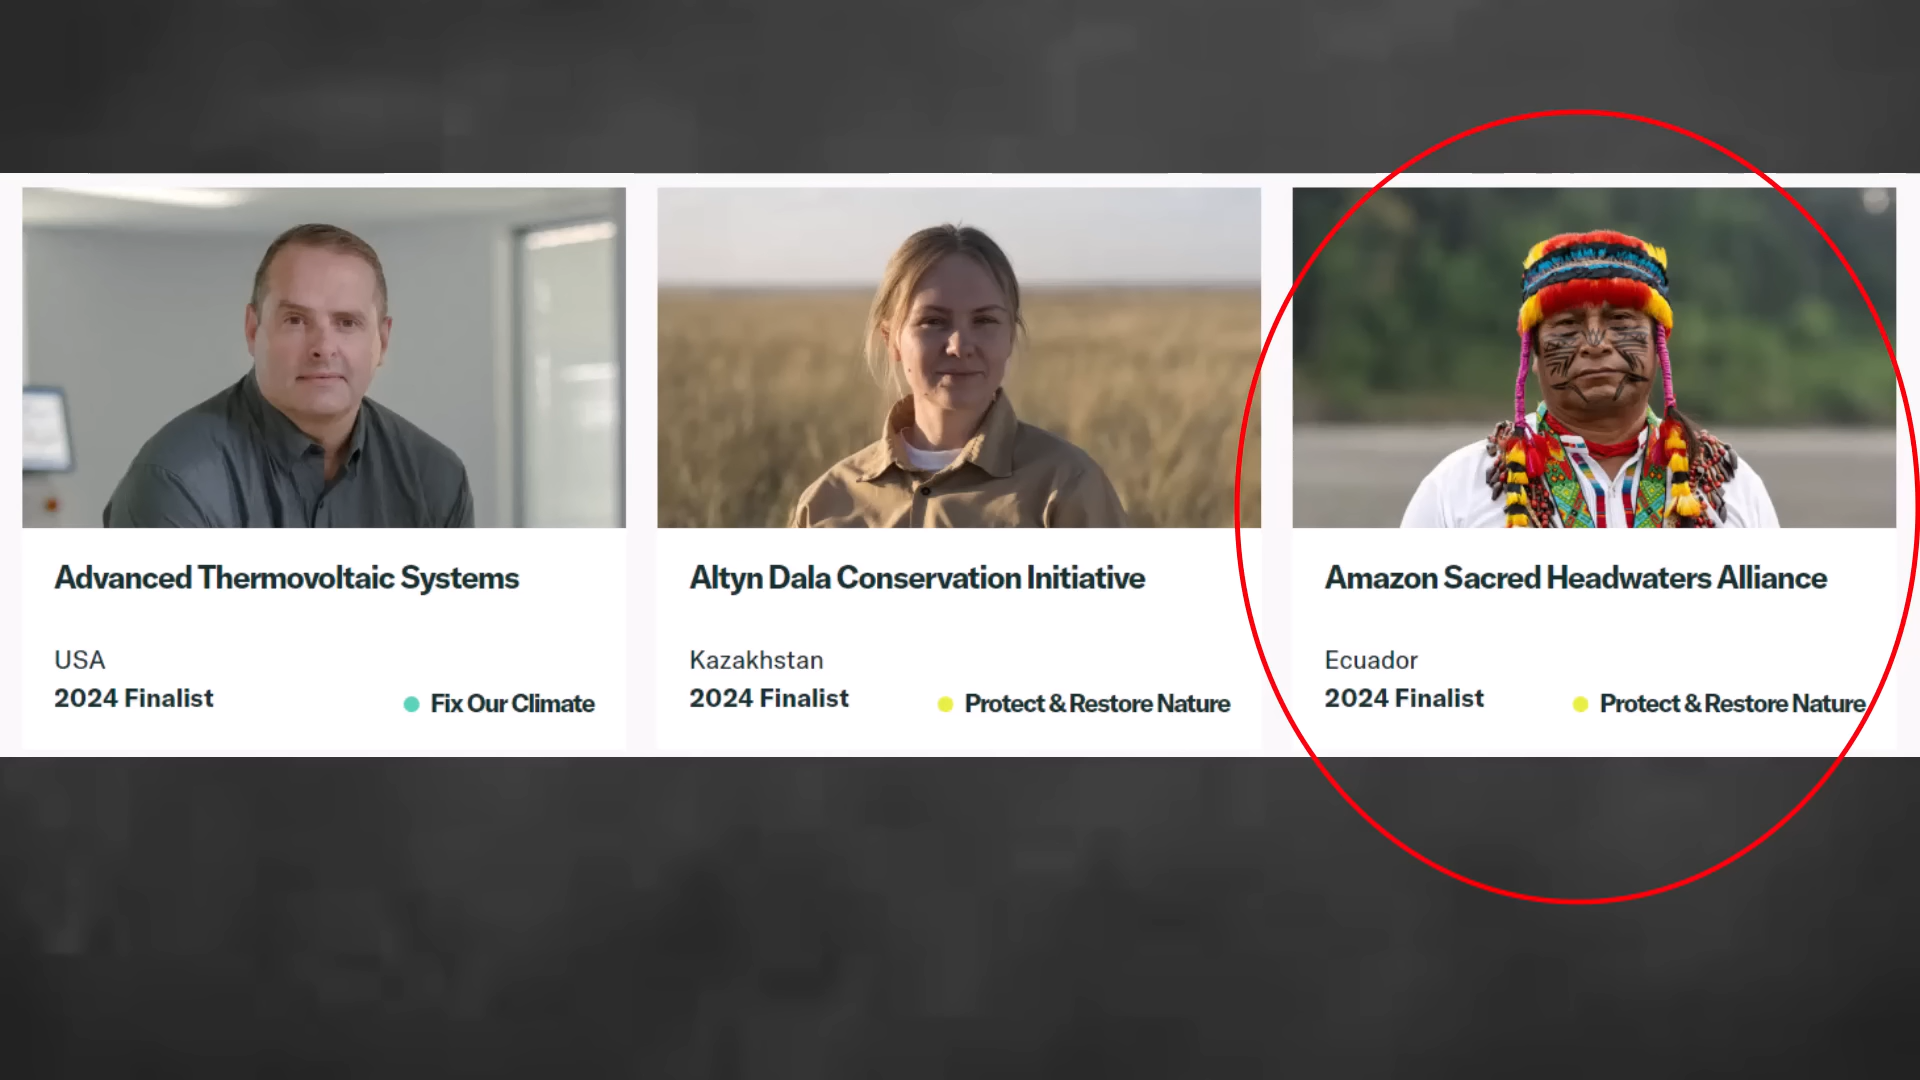 Advanced Thermovoltaic Systems
USA
2024 Finalist
Fix Our Climate
Altyn Dala Conservation Initiative
Kazakhstan
2024 Finalist
Protect & Restore Nature
Amazon Sacred Headwaters Alliance
Ecuador
2024 Finalist
Protect & Restore Nature